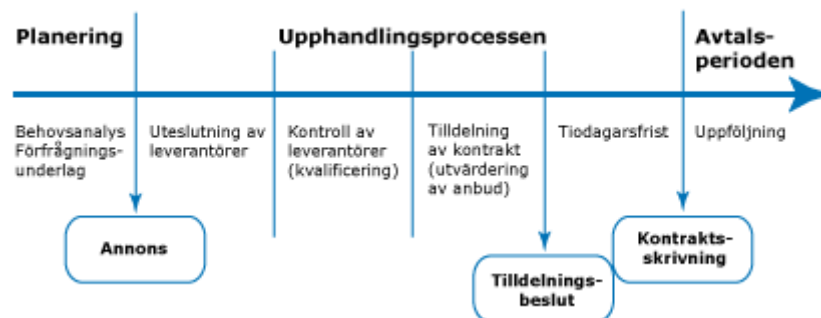 Planering
Upphandlingsprocessen
Avtals-
perioden
Behovsanalys
Förfrågnings-
underlag
Uteslutning av
leverantörer
Kontroll av
leverantörer
(kvalificering)
Tilldelning
av kontrakt
(utvärdering
av anbud)
Tiodagarsfrist
Uppföljning
Annons
Tilldelnings-
beslut
Kontrakts-
skrivning